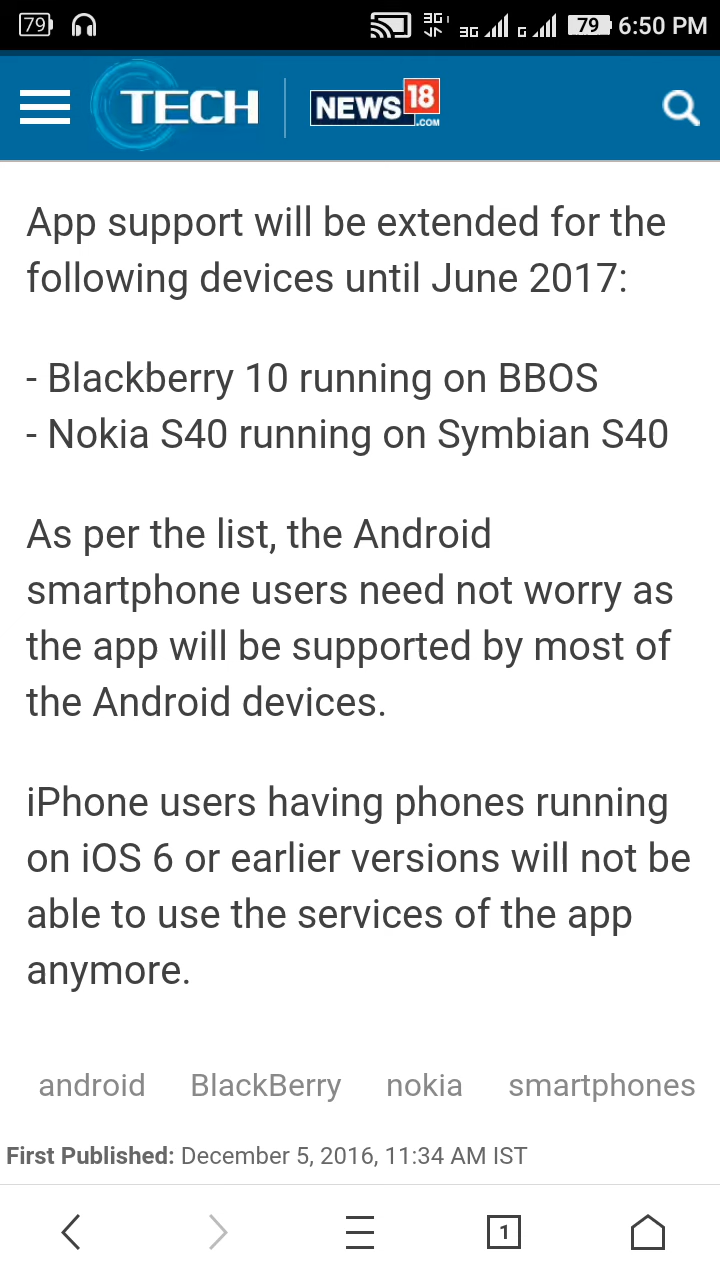 79 3G 3G G 79 6:50 PM
TECH NEWS 18 .COM
App support will be extended for the
following devices until June 2017:
- Blackberry 10 running on BBOS
- Nokia S40 running on Symbian S40
As per the list, the Android
smartphone users need not worry as
the app will be supported by most of
the Android devices.
iPhone users having phones running
on iOS 6 or earlier versions will not be
able to use the services of the app
anymore.
android BlackBerry nokia smartphones
First Published: December 5, 2016, 11:34 AM IST
1